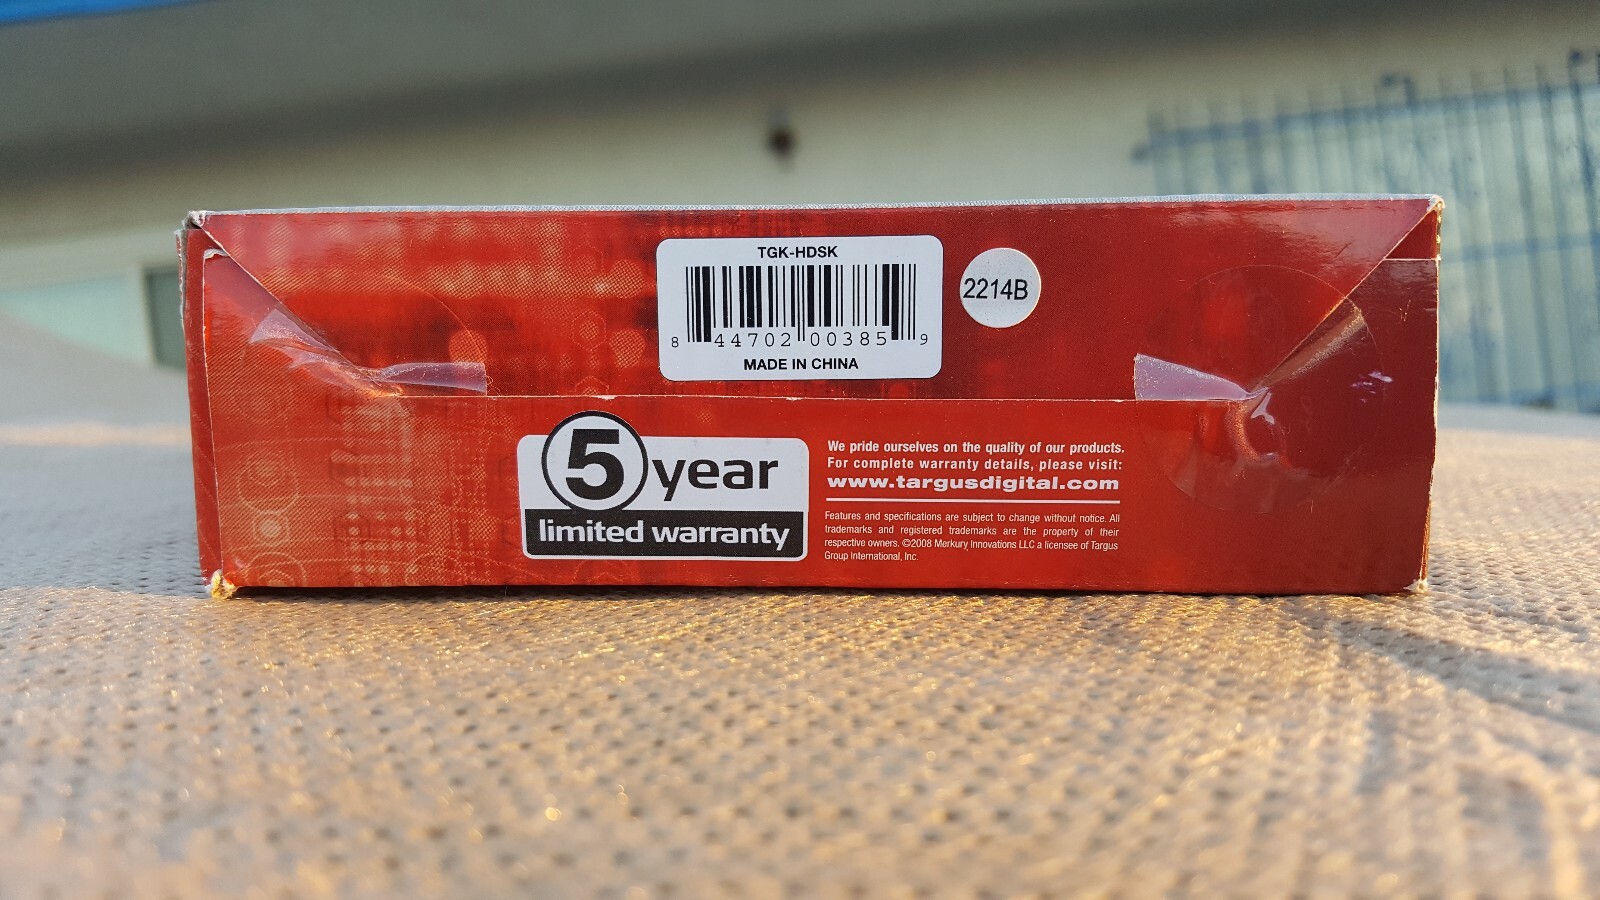 TGK-HDSK
8 44702 00385 9
MADE IN CHINA
2214B
5 year
limited warranty
We pride ourselves on the quality of our products.
For complete warranty details, please visit:
www.targusdigital.com
Features and specifications are subject to change without notice. All
trademarks and registered trademarks are the property of their
respective owners. ©2008 Merkury Innovations LLC a licensee of Targus
Group International, Inc.